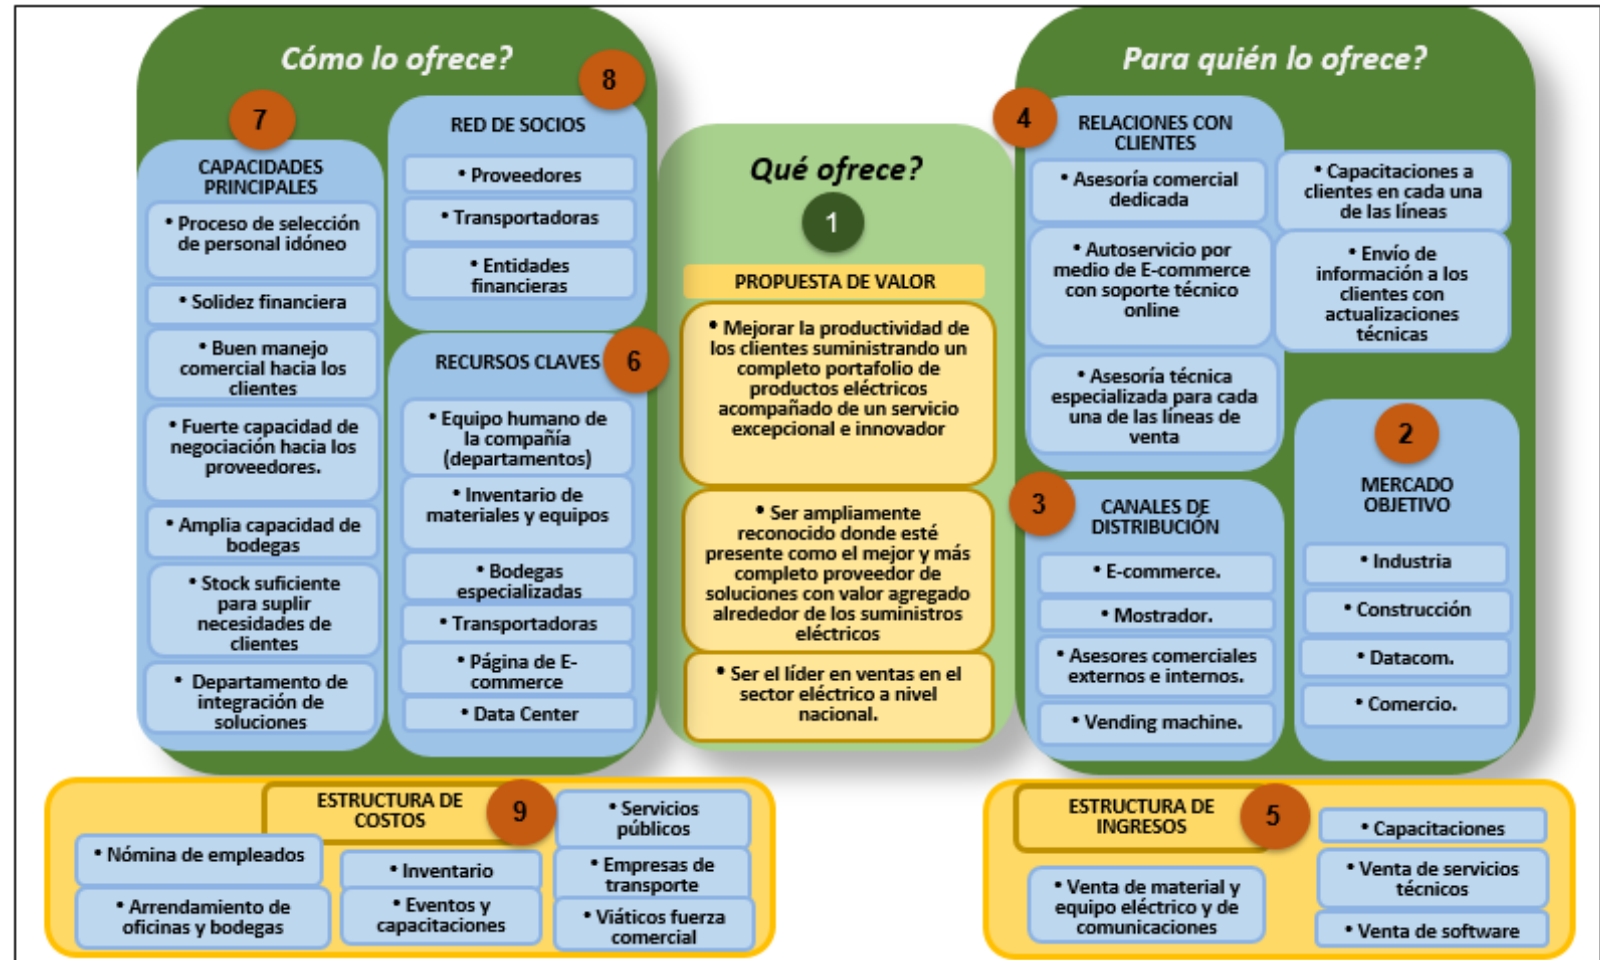 Cómo lo ofrece?
7
CAPACIDADES
PRINCIPALES
• Proceso de selección
de personal idóneo
• Solidez financiera
• Buen manejo
comercial hacia los
clientes
• Fuerte capacidad de
negociación hacia los
proveedores.
• Amplia capacidad de
bodegas
• Stock suficiente
para suplir
necesidades de
clientes
• Departamento de
integración de
soluciones
8
RED DE SOCIOS
• Proveedores
• Transportadoras
• Entidades
financieras
RECURSOS CLAVES
6
• Equipo humano de
la compañía
(departamentos)
• Inventario de
materiales y equipos
• Bodegas
especializadas
• Transportadoras
• Página de E-
commerce
• Data Center
Qué ofrece?
1
PROPUESTA DE VALOR
• Mejorar la productividad de
los clientes suministrando un
completo portafolio de
productos eléctricos
acompañado de un servicio
excepcional e innovador
• Ser ampliamente
reconocido donde esté
presente como el mejor y más
completo proveedor de
soluciones con valor agregado
alrededor de los suministros
eléctricos
• Ser el líder en ventas en el
sector eléctrico a nivel
nacional.
Para quién lo ofrece?
4
RELACIONES CON
CLIENTES
• Asesoría comercial
dedicada
• Autoservicio por
medio de E-commerce
con soporte técnico
online
• Asesoría técnica
especializada para cada
una de las líneas de
venta
• Capacitaciones a
clientes en cada una
de las líneas
• Envío de
información a los
clientes con
actualizaciones
técnicas
3
CANALES DE
DISTRIBUCIÓN
• E-commerce.
• Mostrador.
• Asesores comerciales
externos e internos.
• Vending machine.
2
MERCADO
OBJETIVO
• Industria
• Construcción
• Datacom.
• Comercio.
ESTRUCTURA DE
COSTOS
9
• Nómina de empleados
• Arrendamiento de
oficinas y bodegas
• Inventario
• Eventos y
capacitaciones
• Servicios
públicos
• Empresas de
transporte
• Viáticos fuerza
comercial
ESTRUCTURA DE
INGRESOS
5
• Venta de material y
equipo eléctrico y de
comunicaciones
• Capacitaciones
• Venta de servicios
técnicos
• Venta de software